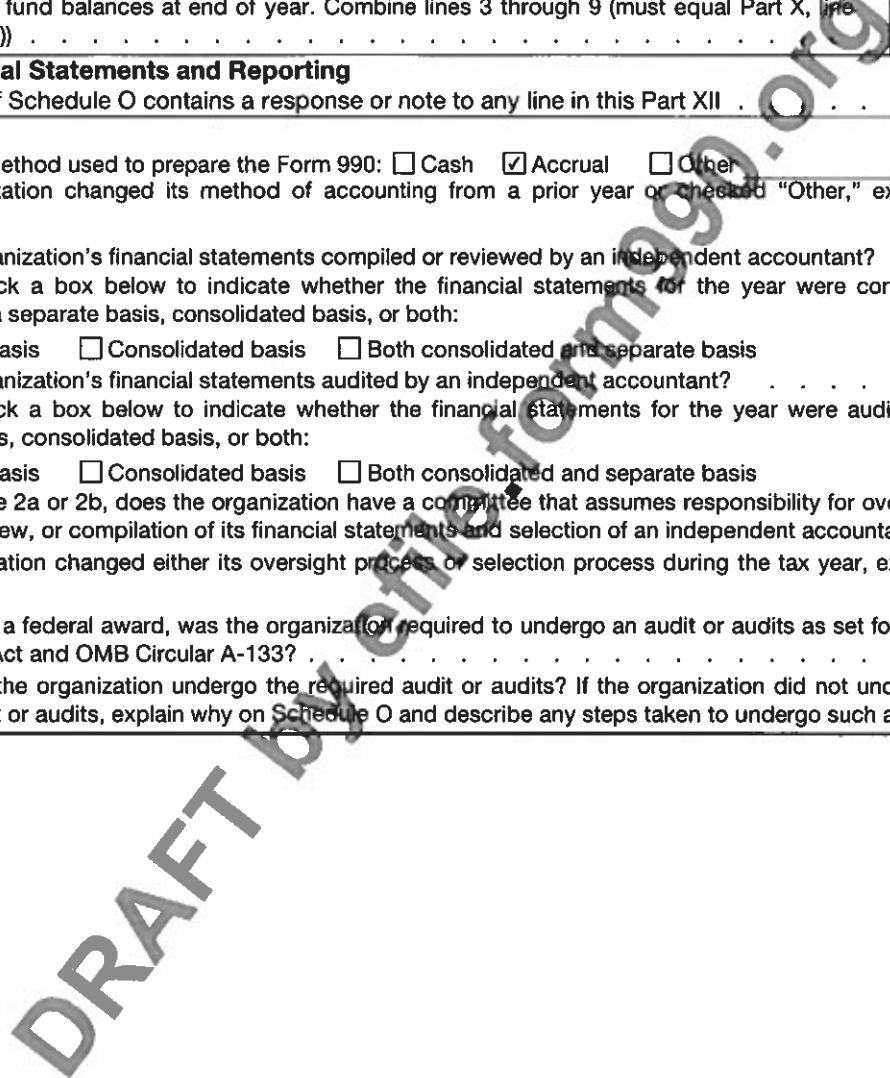 fund balances at end of year. Combine lines 3 through 9 (must equal Part X, line
)) . . . . . . . . . . . . . . . . . . . . . . . . . . .
al Statements and Reporting
f Schedule O contains a response or note to any line in this Part XII . . . .
ethod used to prepare the Form 990: ☐ Cash ☑ Accrual ☐ Other
ation changed its method of accounting from a prior year or checked "Other," ex
anization's financial statements compiled or reviewed by an independent accountant?
ck a box below to indicate whether the financial statements for the year were con
a separate basis, consolidated basis, or both:
asis ☐ Consolidated basis ☐ Both consolidated and separate basis
anization's financial statements audited by an independent accountant? . . . .
ck a box below to indicate whether the financial statements for the year were audi
s, consolidated basis, or both:
asis ☐ Consolidated basis ☐ Both consolidated and separate basis
e 2a or 2b, does the organization have a committee that assumes responsibility for ove
ew, or compilation of its financial statements and selection of an independent accounta
ation changed either its oversight process or selection process during the tax year, ex
a federal award, was the organization required to undergo an audit or audits as set fo
Act and OMB Circular A-133? . . . . . . . . . . . . . . . . . . .
the organization undergo the required audit or audits? If the organization did not und
t or audits, explain why on Schedule O and describe any steps taken to undergo such a
DRAFT by efile.form990.org